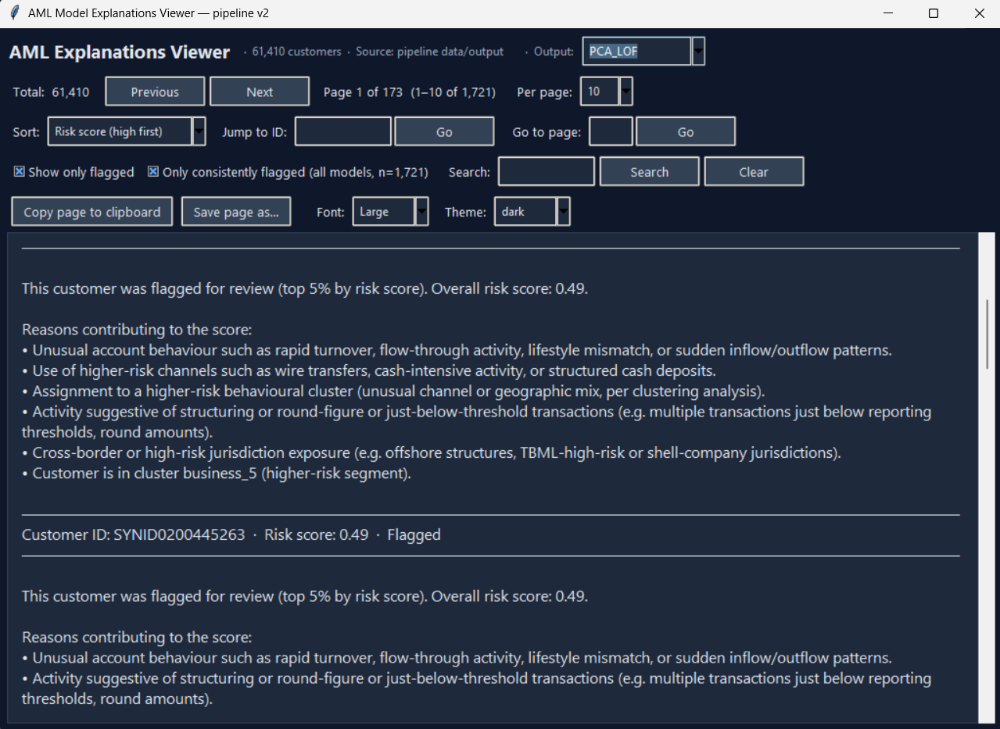 AML Model Explanations Viewer — pipeline v2
AML Explanations Viewer · 61,410 customers · Source: pipeline data/output · Output: PCA_LOF
Total: 61,410 Previous Next Page 1 of 173 (1–10 of 1,721) Per page: 10
Sort: Risk score (high first) Jump to ID: Go Go to page: Go
Show only flagged Only consistently flagged (all models, n=1,721) Search: Search Clear
Copy page to clipboard Save page as... Font: Large Theme: dark
This customer was flagged for review (top 5% by risk score). Overall risk score: 0.49.
Reasons contributing to the score:
• Unusual account behaviour such as rapid turnover, flow-through activity, lifestyle mismatch, or sudden inflow/outflow patterns.
• Use of higher-risk channels such as wire transfers, cash-intensive activity, or structured cash deposits.
• Assignment to a higher-risk behavioural cluster (unusual channel or geographic mix, per clustering analysis).
• Activity suggestive of structuring or round-figure or just-below-threshold transactions (e.g. multiple transactions just below reporting
thresholds, round amounts).
• Cross-border or high-risk jurisdiction exposure (e.g. offshore structures, TBML-high-risk or shell-company jurisdictions).
• Customer is in cluster business_5 (higher-risk segment).
Customer ID: SYNID0200445263 · Risk score: 0.49 · Flagged
This customer was flagged for review (top 5% by risk score). Overall risk score: 0.49.
Reasons contributing to the score:
• Unusual account behaviour such as rapid turnover, flow-through activity, lifestyle mismatch, or sudden inflow/outflow patterns.
• Activity suggestive of structuring or round-figure or just-below-threshold transactions (e.g. multiple transactions just below reporting
thresholds, round amounts).